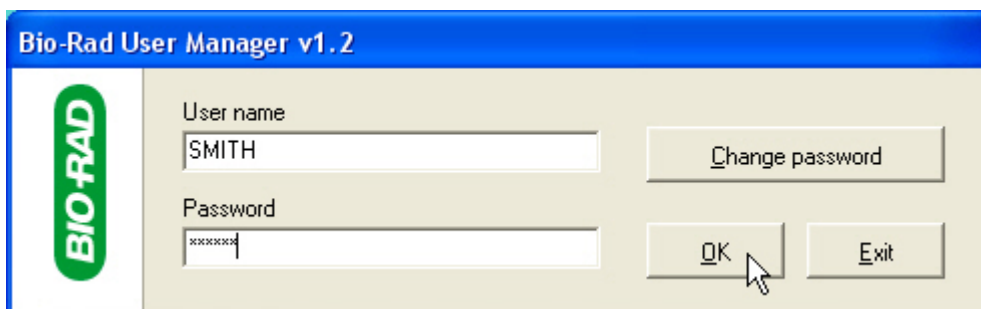 Bio-Rad User Manager v1.2
BIO-RAD
User name
SMITH
Change password
Password
******
OK
Exit